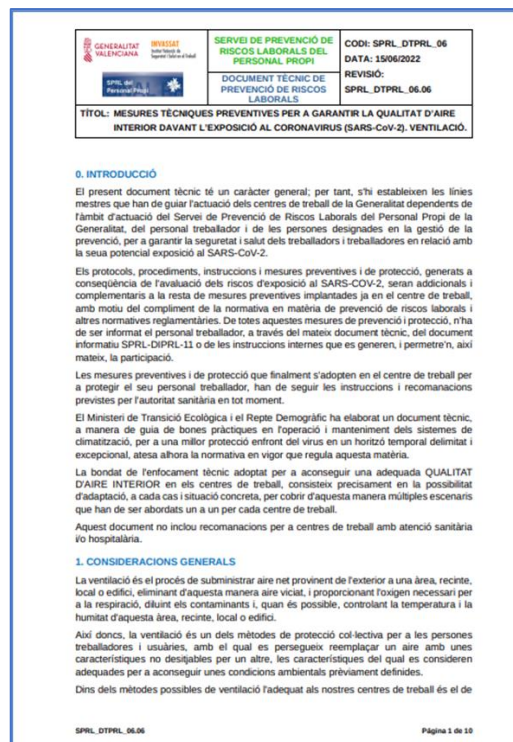 GENERALITAT
VALENCIANA
INVASSAT
Institut Valencià de
Seguretat i Salut en el Treball
SPRL del
Personal Propi
SERVEI DE PREVENCIÓ DE
RISCOS LABORALS DEL
PERSONAL PROPI
DOCUMENT TÈCNIC DE
PREVENCIÓ DE RISCOS
LABORALS
CODI: SPRL_DTPRL_06
DATA: 15/06/2022
REVISIÓ:
SPRL_DTPRL_06.06
TÍTOL: MESURES TÈCNIQUES PREVENTIVES PER A GARANTIR LA QUALITAT D'AIRE
INTERIOR DAVANT L'EXPOSICIÓ AL CORONAVIRUS (SARS-CoV-2). VENTILACIÓ.
0. INTRODUCCIÓ
El present document tècnic té un caràcter general; per tant, s'hi estableixen les línies
mestres que han de guiar l'actuació dels centres de treball de la Generalitat dependents de
l'àmbit d'actuació del Servei de Prevenció de Riscos Laborals del Personal Propi de la
Generalitat, del personal treballador i de les persones designades en la gestió de la
prevenció, per a garantir la seguretat i salut dels treballadors i treballadores en relació amb
la seua potencial exposició al SARS-CoV-2.
Els protocols, procediments, instruccions i mesures preventives i de protecció, generats a
conseqüència de l'avaluació dels riscos d'exposició al SARS-COV-2, seran addicionals i
complementaris a la resta de mesures preventives implantades ja en el centre de treball,
amb motiu del compliment de la normativa en matèria de prevenció de riscos laborals i
altres normatives reglamentàries. De totes aquestes mesures de prevenció i protecció, n'ha
de ser informat el personal treballador, a través del mateix document tècnic, del document
informatiu SPRL-DIPRL-11 o de les instruccions internes que es generen, i permetre'n, així
mateix, la participació.
Les mesures preventives i de protecció que finalment s'adopten en el centre de treball per
a protegir el seu personal treballador, han de seguir les instruccions i recomanacions
previstes per l'autoritat sanitària en tot moment.
El Ministeri de Transició Ecològica i el Repte Demogràfic ha elaborat un document tècnic,
a manera de guia de bones pràctiques en l'operació i manteniment dels sistemes de
climatització, per a una millor protecció enfront del virus en un horitzó temporal delimitat i
excepcional, atesa alhora la normativa en vigor que regula aquesta matèria.
La bondat de l'enfocament tècnic adoptat per a aconseguir una adequada QUALITAT
D'AIRE INTERIOR en els centres de treball, consisteix precisament en la possibilitat
d'adaptació, a cada cas i situació concreta, per cobrir d'aquesta manera múltiples escenaris
que han de ser abordats un a un per cada centre de treball.
Aquest document no inclou recomanacions per a centres de treball amb atenció sanitària
i/o hospitalària.
1. CONSIDERACIONS GENERALS
La ventilació és el procés de subministrar aire net provinent de l'exterior a una àrea, recinte,
local o edifici, eliminant d'aquesta manera aire viciat, i proporcionant l'oxigen necessari per
a la respiració, diluint els contaminants i, quan és possible, controlant la temperatura i la
humitat d'aquesta àrea, recinte, local o edifici.
Així doncs, la ventilació és un dels mètodes de protecció col·lectiva per a les persones
treballadores i usuàries, amb el qual es persegueix reemplaçar un aire amb unes
característiques no desitjables per un altre, les característiques del qual es consideren
adequades per a aconseguir unes condicions ambientals prèviament definides.
Dins dels mètodes possibles de ventilació l'adequat als nostres centres de treball és el de
SPRL_DTPRL_06.06
Pàgina 1 de 10